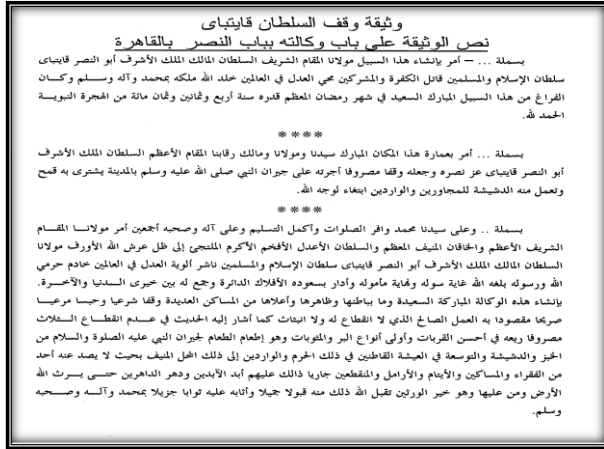 وثيقة وقف السلطان قايتباى
نص الوثيقة على باب وكالته بباب النصر بالقاهرة
بسملة ... – أمر بإنشاء هذا السبيل مولانا المقام الشريف السلطان المالك الملك الأشرف أبو النصر قايتباى
سلطان الإسلام والمسلمين قاتل الكفرة والمشركين محي العدل في العالمين خلد الله ملكه بمحمد وآله وسلم وكان
الفراغ من هذا السبيل المبارك السعيد في شهر رمضان المعظم قدره سنة أربع وثمانين وثمان مائة من الهجرة النبوية
الحمد لله.
****
بسملة ... أمر بعمارة هذا المكان المبارك سيدنا ومولانا ومالك رقابنا المقام الأعظم السلطان الملك الأشرف
أبو النصر قايتباى عز نصره وجعله وقفا مصروفا أجرته على جيران النبي صلى الله عليه وسلم بالمدينة يشترى به قمح
وتعمل منه الدشيشة للمجاورين والواردين ابتغاء لوجه الله.
****
بسملة .. وعلى سيدنا محمد وافر الصلوات وأكمل التسليم وعلى آله وصحبه أجمعين أمر مولانا المقام
الشريف الأعظم والخاقان المنيف المعظم والسلطان الأعدل الأفخم الأكرم الملتجئ إلى ظل عرش الله الأورف مولانا
السلطان المالك الملك الأشرف أبو النصر قايتباى سلطان الإسلام والمسلمين ناشر ألوية العدل في العالمين خادم حرمي
الله ورسوله بلغه الله غاية سوله ونهاية مأموله وأدار بسعوده الأفلاك الدائرة وجمع له بين خيرى الدنيا والآخرة.
بإنشاء هذه الوكالة المباركة السعيدة وما بباطنها وظاهرها وأعلاها من المساكن العديدة وقفا شرعيا وحبسا مرعيا
صريحا مقصودا به العمل الصالح الذي لا انقطاع له ولا انبثات كما أشار إليه الحديث في عدم انقطاع الثلاث
مصروفا ريعه في أحسن القربات وأولى أنواع البر والمثوبات وهو إطعام الطعام لجيران النبي عليه الصلوة والسلام من
الخبز والدشيشة والتوسعة في العيشة القاطنين في ذلك الحرم والواردين إلى ذلك المحل المنيف بحيث لا يصد عنه أحد
من الفقراء والمساكين والأيتام والأرامل والمنقطعين جاريا ذالك عليهم أبد الآبدين ودهر الداهرين حتى يرث الله
الأرض ومن عليها وهو خير الورثين تقبل الله ذلك منه قبولا جميلا وأثابه عليه ثوابا جزيلا بمحمد وآله وصحبه
وسلم.